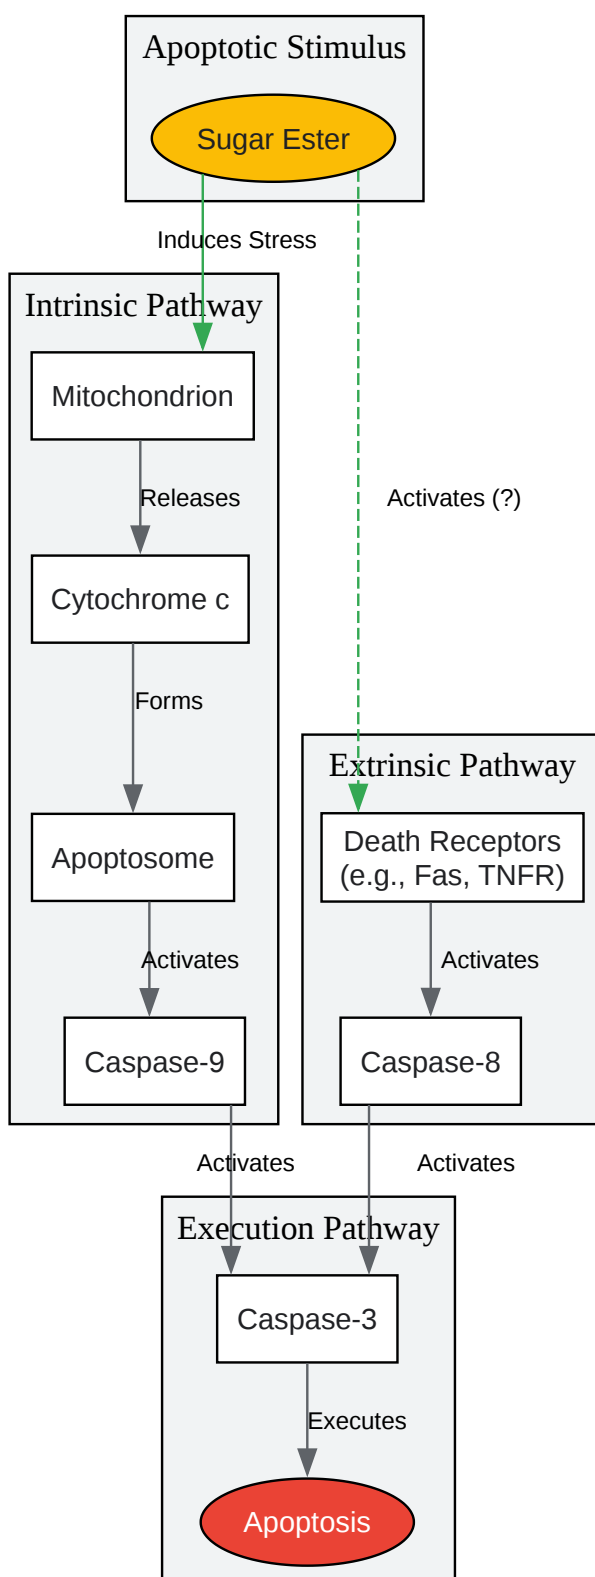 Apoptotic Stimulus
Sugar Ester
Induces Stress
Intrinsic Pathway
Mitochondrion
Releases
Activates (?)
Cytochrome c
Forms
Extrinsic Pathway
Apoptosome
Death Receptors
(e.g., Fas, TNFR)
Activates
Activates
Caspase-9
Caspase-8
Activates
Activates
Execution Pathway
Caspase-3
Executes
Apoptosis